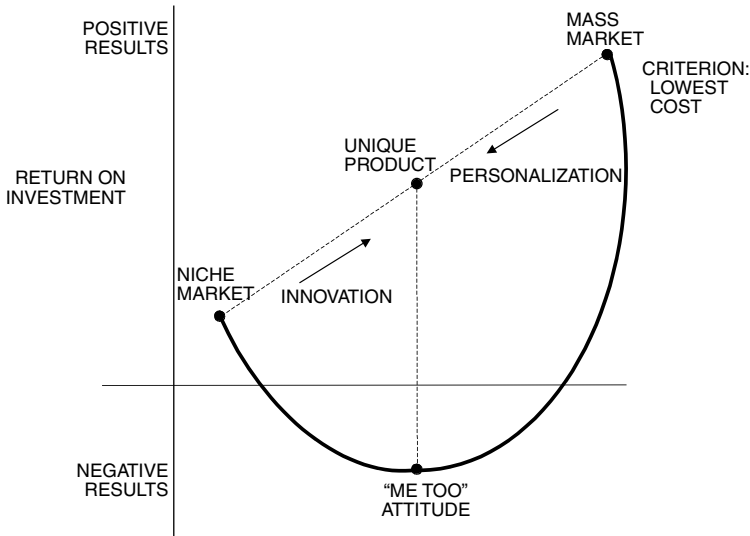 POSITIVE
RESULTS
MASS
MARKET
CRITERION:
LOWEST
COST
UNIQUE
PRODUCT
PERSONALIZATION
RETURN ON
INVESTMENT
NICHE
MARKET
INNOVATION
NEGATIVE
RESULTS
“ME TOO”
ATTITUDE